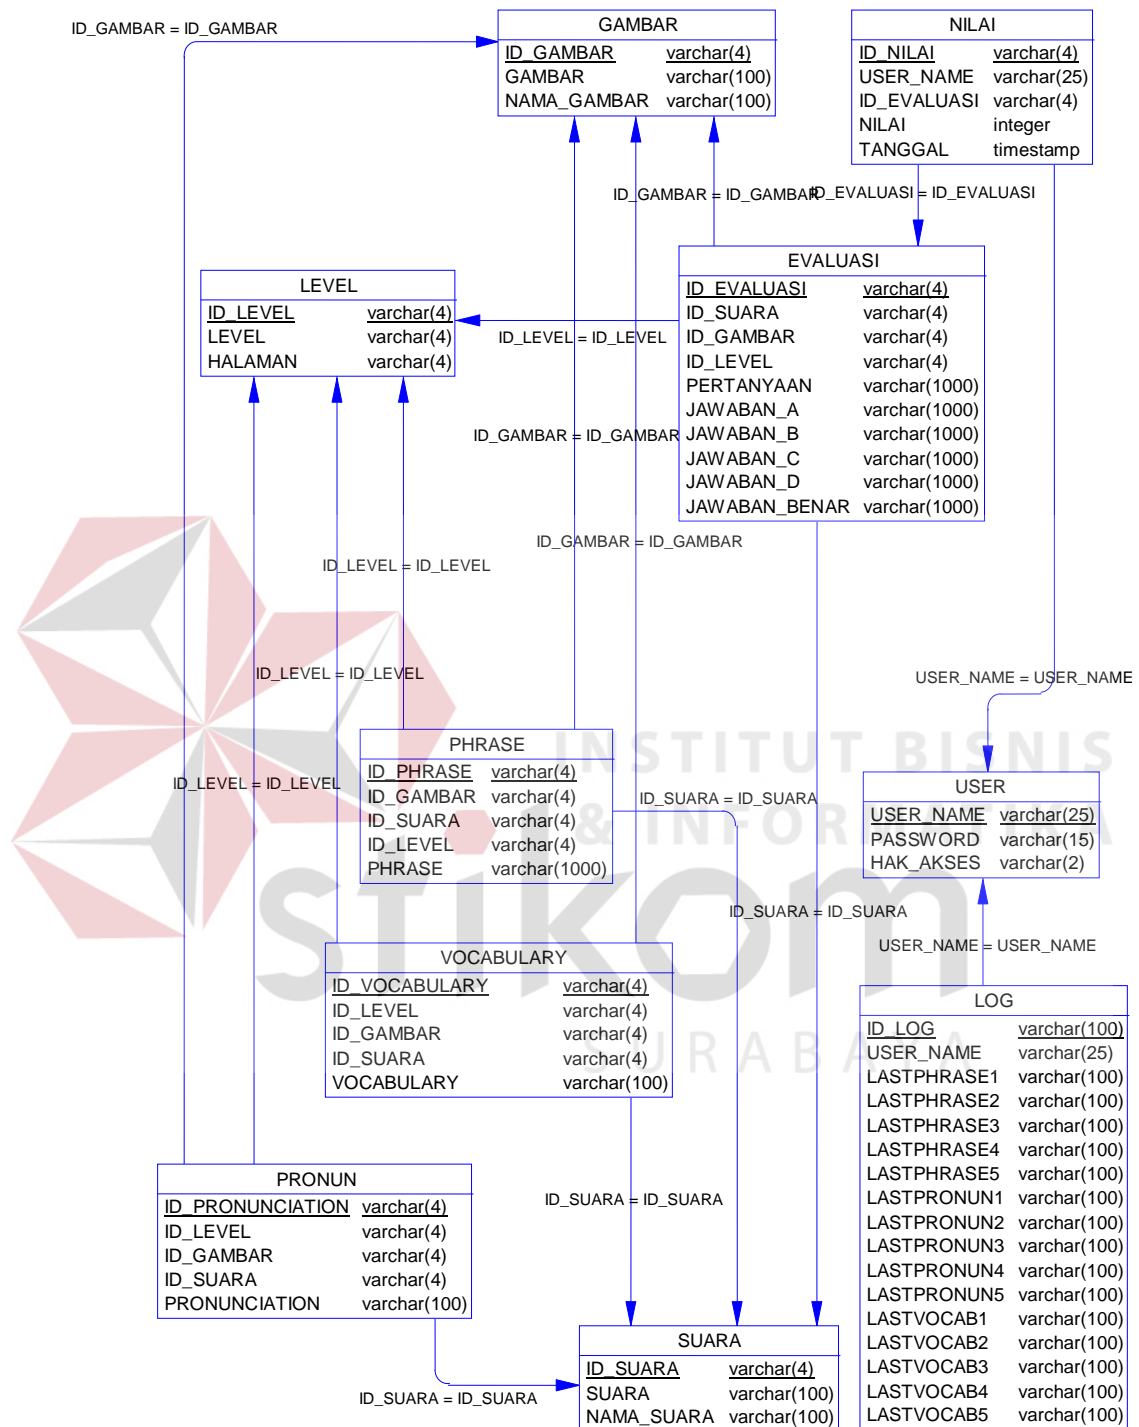 ID_GAMBAR = ID_GAMBAR
GAMBAR
ID_GAMBAR varchar(4)
GAMBAR varchar(100)
NAMA_GAMBAR varchar(100)
NILAI
ID_NILAI varchar(4)
USER_NAME varchar(25)
ID_EVALUASI varchar(4)
NILAI integer
TANGGAL timestamp
ID_GAMBAR = ID_GAMBAR
ID_EVALUASI = ID_EVALUASI
EVALUASI
ID_EVALUASI varchar(4)
ID_SUARA varchar(4)
ID_GAMBAR varchar(4)
ID_LEVEL varchar(4)
PERTANYAAN varchar(1000)
JAWABAN_A varchar(1000)
JAWABAN_B varchar(1000)
JAWABAN_C varchar(1000)
JAWABAN_D varchar(1000)
JAWABAN_BENAR varchar(1000)
LEVEL
ID_LEVEL varchar(4)
LEVEL varchar(4)
HALAMAN varchar(4)
ID_LEVEL = ID_LEVEL
ID_GAMBAR = ID_GAMBAR
ID_GAMBAR = ID_GAMBAR
ID_LEVEL = ID_LEVEL
ID_LEVEL = ID_LEVEL
ID_LEVEL = ID_LEVEL
USER_NAME = USER_NAME
PHRASE
ID_PHRASE varchar(4)
ID_GAMBAR varchar(4)
ID_SUARA varchar(4)
ID_LEVEL varchar(4)
PHRASE varchar(1000)
ID_SUARA = ID_SUARA
INSTITUT BISNIS
& INFORMATIKA
stikom
SURABAYA
USER
USER_NAME varchar(25)
PASSWORD varchar(15)
HAK_AKSES varchar(2)
ID_SUARA = ID_SUARA
USER_NAME = USER_NAME
VOCABULARY
ID_VOCABULARY varchar(4)
ID_LEVEL varchar(4)
ID_GAMBAR varchar(4)
ID_SUARA varchar(4)
VOCABULARY varchar(100)
LOG
ID_LOG varchar(100)
USER_NAME varchar(25)
LASTPHRASE1 varchar(100)
LASTPHRASE2 varchar(100)
LASTPHRASE3 varchar(100)
LASTPHRASE4 varchar(100)
LASTPHRASE5 varchar(100)
LASTPRONUN1 varchar(100)
LASTPRONUN2 varchar(100)
LASTPRONUN3 varchar(100)
LASTPRONUN4 varchar(100)
LASTPRONUN5 varchar(100)
LASTVOCAB1 varchar(100)
LASTVOCAB2 varchar(100)
LASTVOCAB3 varchar(100)
LASTVOCAB4 varchar(100)
LASTVOCAB5 varchar(100)
PRONUN
ID_PRONUNCIATION varchar(4)
ID_LEVEL varchar(4)
ID_GAMBAR varchar(4)
ID_SUARA varchar(4)
PRONUNCIATION varchar(100)
ID_SUARA = ID_SUARA
ID_SUARA = ID_SUARA
SUARA
ID_SUARA varchar(4)
SUARA varchar(100)
NAMA_SUARA varchar(100)